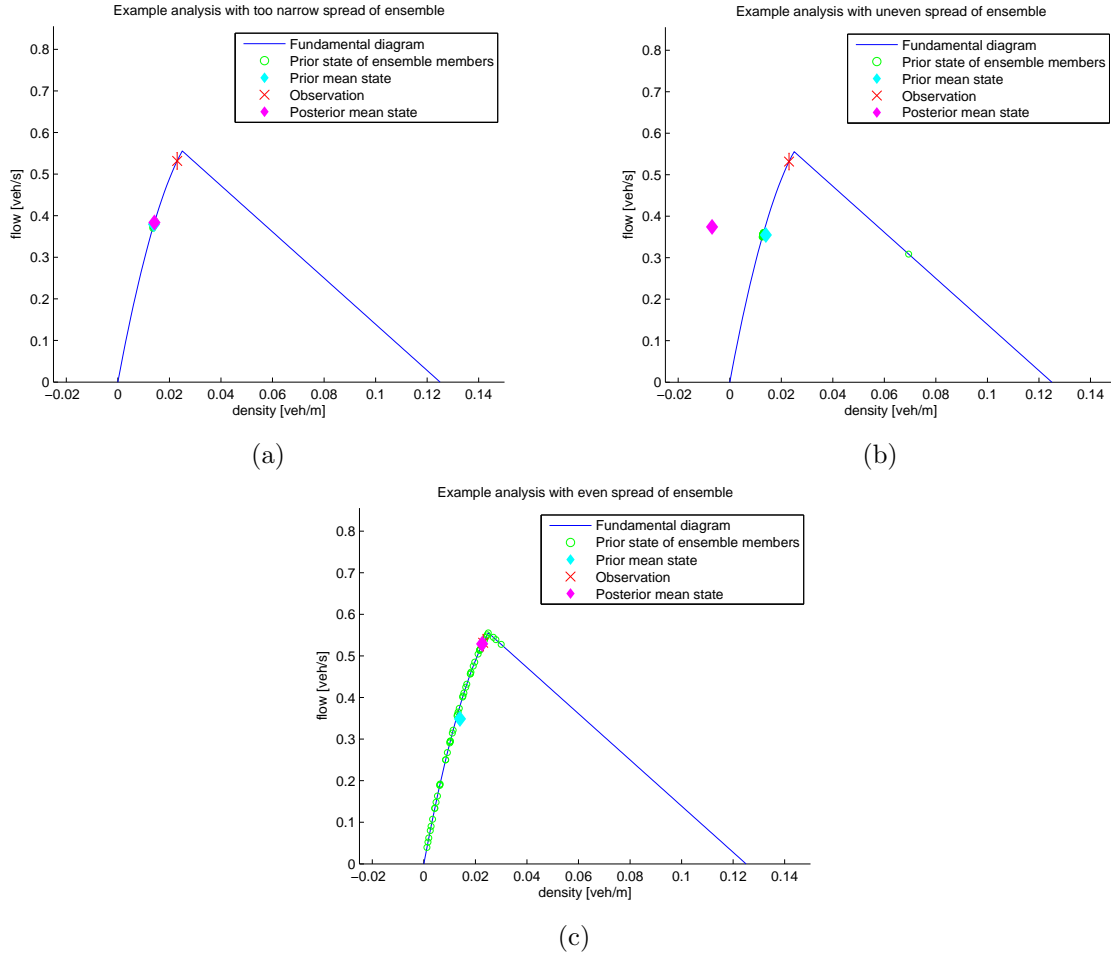 Example analysis with too narrow spread of ensemble
Fundamental diagram
Prior state of ensemble members
Prior mean state
Observation
Posterior mean state
flow [veh/s]
0.8
0.7
0.6
0.5
0.4
0.3
0.2
0.1
0
−0.02 0 0.02 0.04 0.06 0.08 0.1 0.12 0.14
density [veh/m]
(a)
Example analysis with uneven spread of ensemble
Fundamental diagram
Prior state of ensemble members
Prior mean state
Observation
Posterior mean state
flow [veh/s]
0.8
0.7
0.6
0.5
0.4
0.3
0.2
0.1
0
−0.02 0 0.02 0.04 0.06 0.08 0.1 0.12 0.14
density [veh/m]
(b)
Example analysis with even spread of ensemble
Fundamental diagram
Prior state of ensemble members
Prior mean state
Observation
Posterior mean state
flow [veh/s]
0.8
0.7
0.6
0.5
0.4
0.3
0.2
0.1
0
−0.02 0 0.02 0.04 0.06 0.08 0.1 0.12 0.14
density [veh/m]
(c)